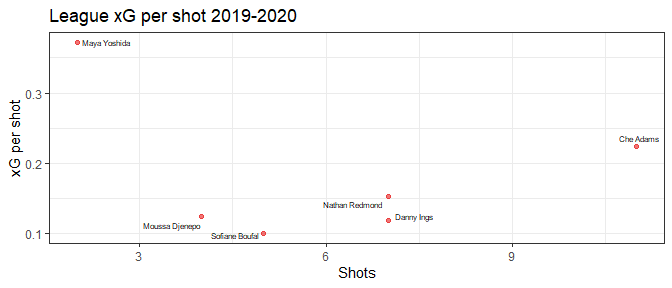 League xG per shot 2019-2020
xG per shot
0.3
0.2
0.1
Maya Yoshida
Che Adams
Nathan Redmond
Danny Ings
Moussa Djenepo
Sofiane Boufal
3
6
9
Shots